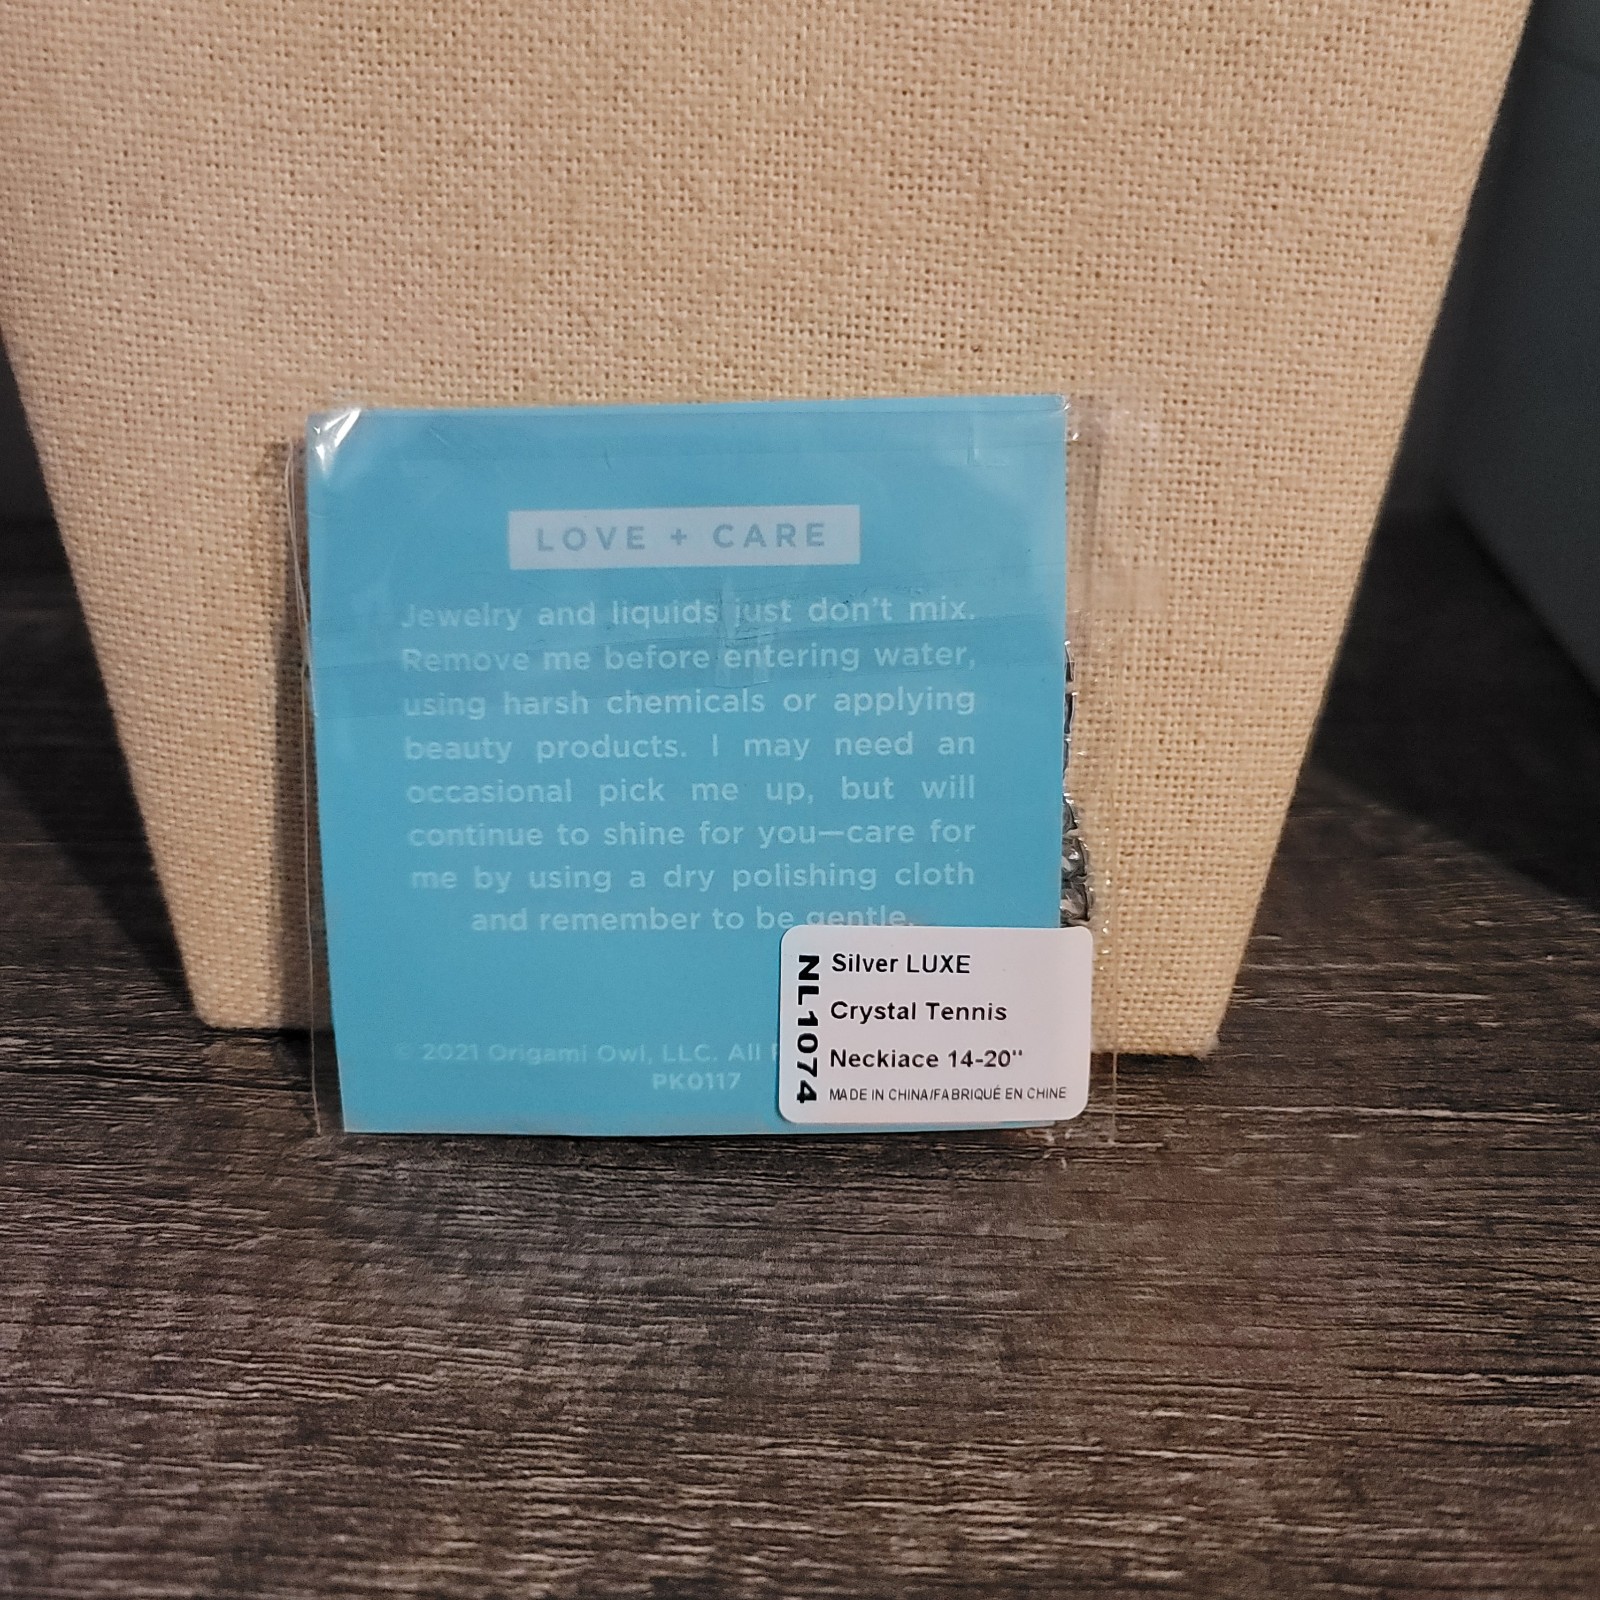 LOVE + CARE
Jewelry and liquids just don't mix.
Remove me before entering water,
using harsh chemicals or applying
beauty products. I may need an
occasional pick me up, but will
continue to shine for you—care for
me by using a dry polishing cloth
and remember to be gentle.
© 2021 Origami Owl, LLC. All
PK0117
NL1074
Silver LUXE
Crystal Tennis
Neckiace 14-20"
MADE IN CHINA/FABRIQUÉ EN CHINE